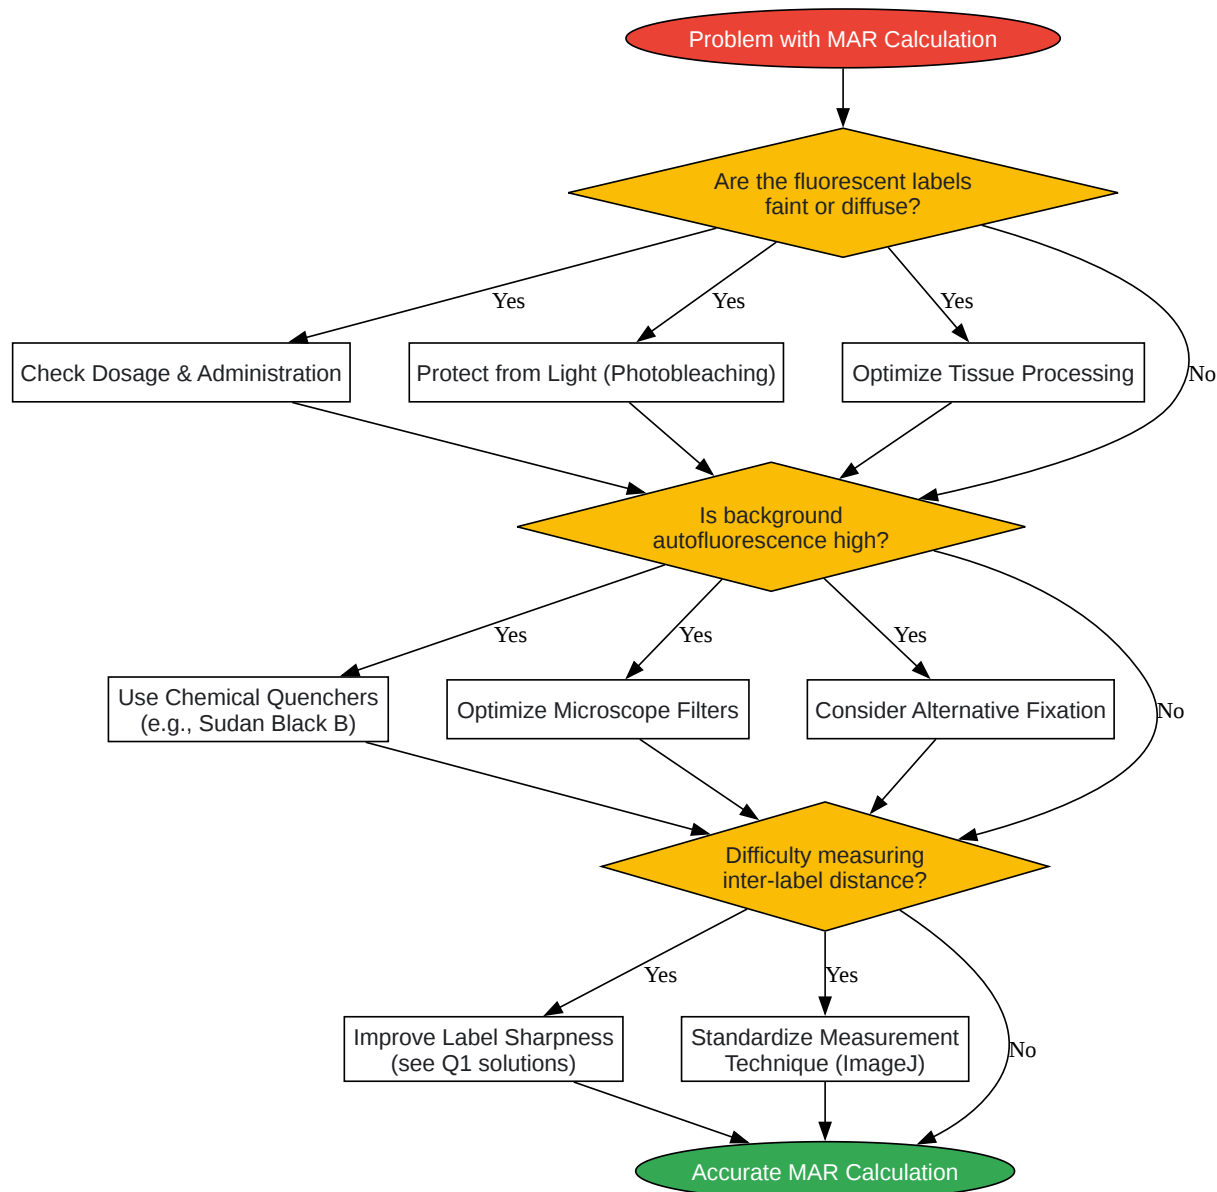 Problem with MAR Calculation
Are the fluorescent labels
faint or diffuse?
Yes
Yes
Yes
No
Check Dosage & Administration
Protect from Light (Photobleaching)
Optimize Tissue Processing
Is background
autofluorescence high?
Yes
Yes
Yes
No
Use Chemical Quenchers
(e.g., Sudan Black B)
Optimize Microscope Filters
Consider Alternative Fixation
Difficulty measuring
inter-label distance?
Yes
Yes
No
Improve Label Sharpness
(see Q1 solutions)
Standardize Measurement
Technique (ImageJ)
Accurate MAR Calculation